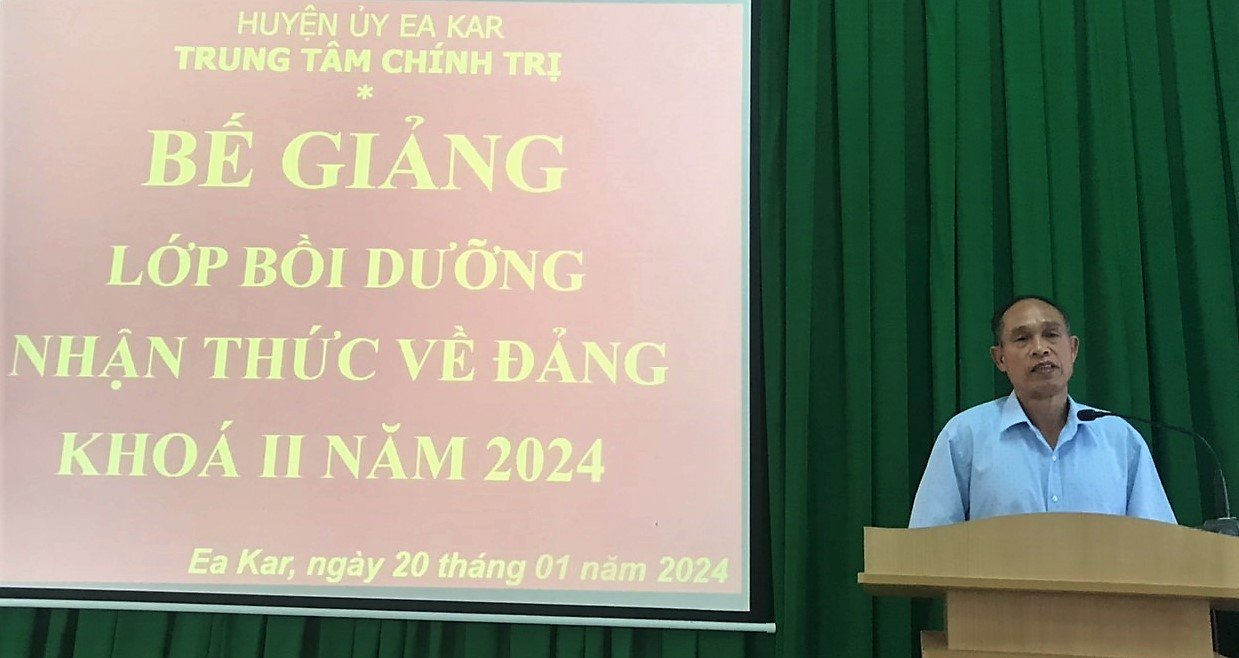 HUYỆN ỦY EA KAR
TRUNG TÂM CHÍNH TRỊ
*
BẾ GIẢNG
LỚP BỒI DƯỠNG
NHẬN THỨC VỀ ĐẢNG
KHOÁ II NĂM 2024
Ea Kar, ngày 20 tháng 01 năm 2024